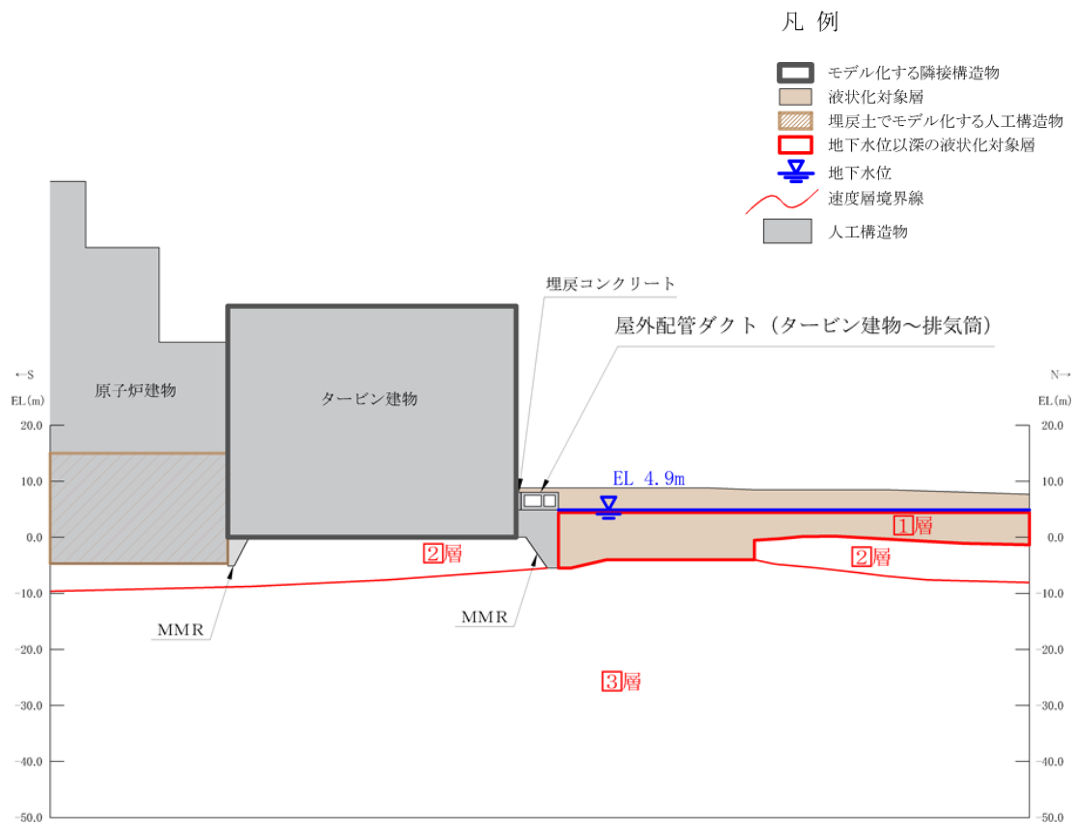 凡 例
モデル化する隣接構造物
液状化対象層
埋戻土でモデル化する人工構造物
地下水位以深の液状化対象層
地下水位
速度層境界線
人工構造物
埋戻コンクリート
屋外配管ダクト（タービン建物～排気筒）
←S
EL(m)
原子炉建物
タービン建物
N→
EL(m)
20.0
10.0
0.0
-10.0
-20.0
-30.0
-40.0
-50.0
EL 4.9m
1層
2層
2層
MMR
MMR
3層
20.0
10.0
0.0
-10.0
-20.0
-30.0
-40.0
-50.0